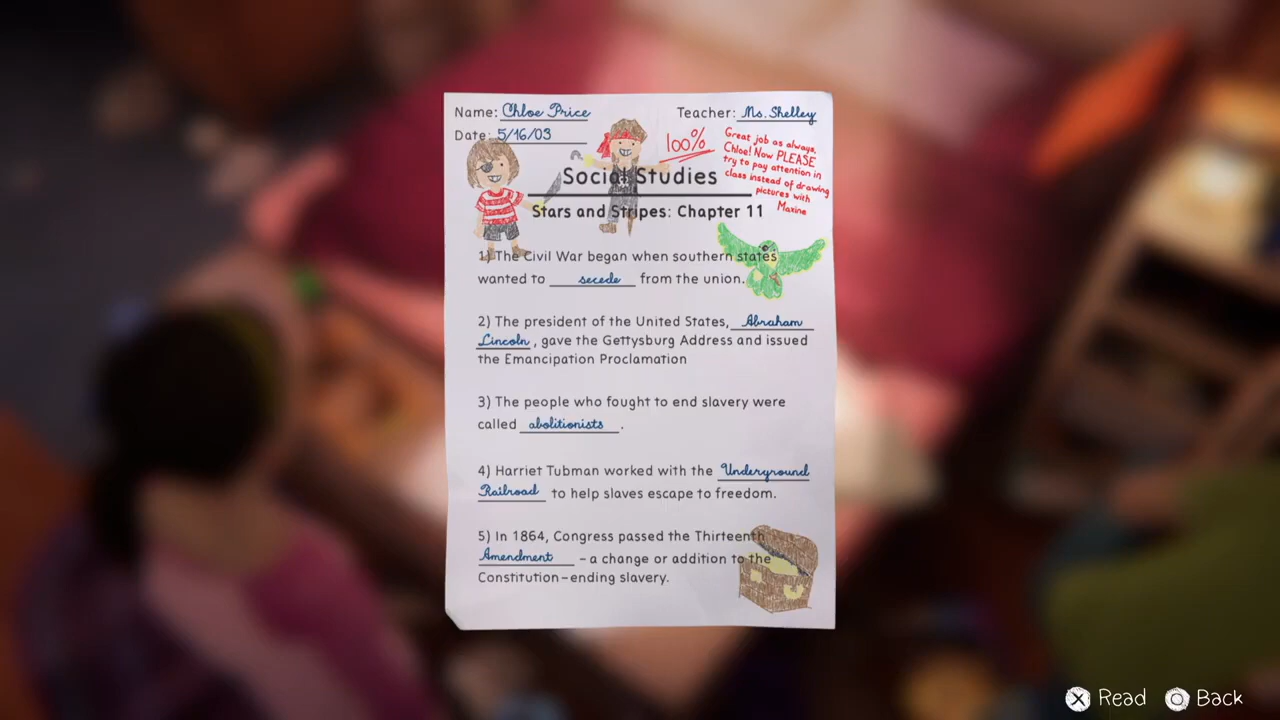 Name: Chloe Price
Teacher: Ms. Shelley
Date: 5/16/03
100%
Great job as always,
Chloe! Now PLEASE
try to pay attention in
class instead of drawing
pictures with
Maxine
Social Studies
Stars and Stripes: Chapter 11
1) The Civil War began when southern states
wanted to secede from the union.
2) The president of the United States, Abraham
Lincoln, gave the Gettysburg Address and issued
the Emancipation Proclamation
3) The people who fought to end slavery were
called abolitionists.
4) Harriet Tubman worked with the Underground
Railroad to help slaves escape to freedom.
5) In 1864, Congress passed the Thirteenth
Amendment – a change or addition to the
Constitution – ending slavery.
Read Back